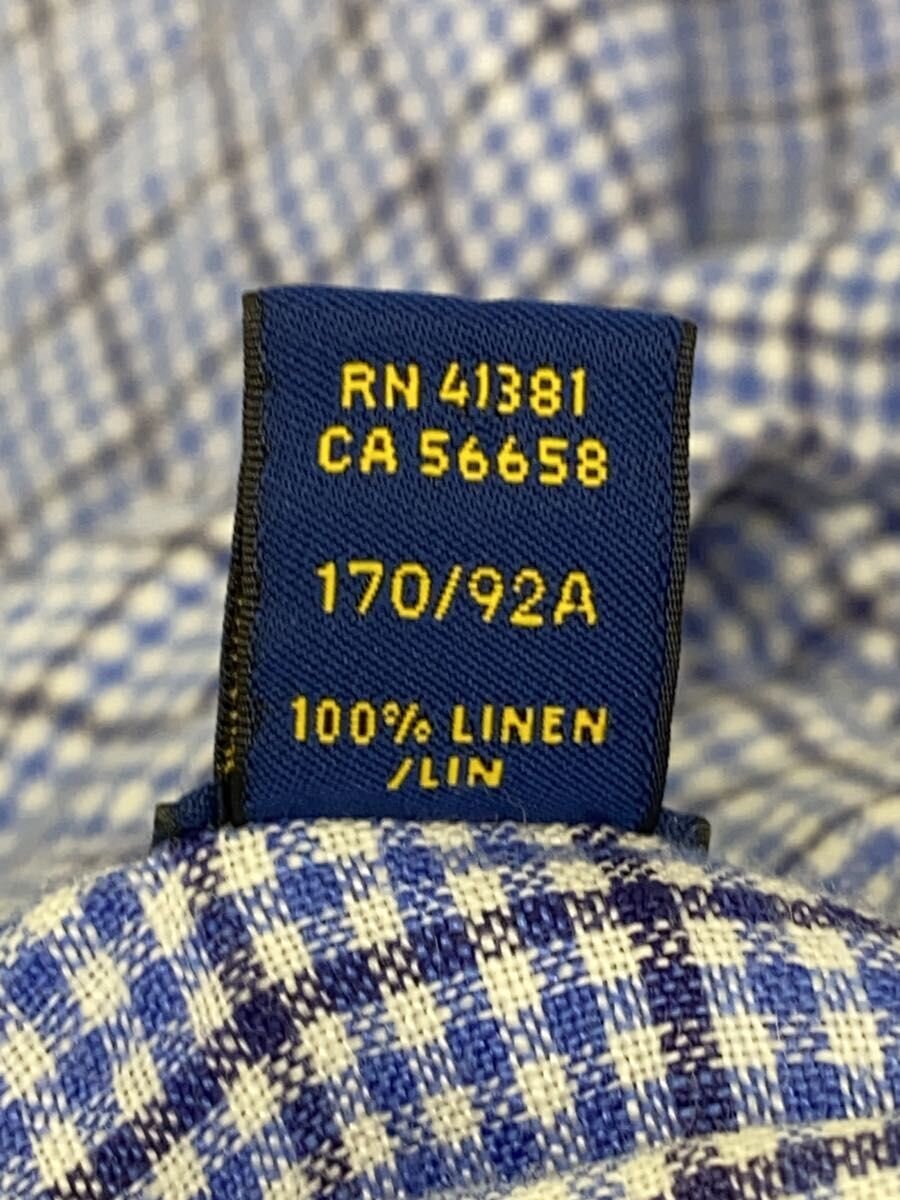 RN 41381
CA 56658
170/92A
100% LINEN
/LIN